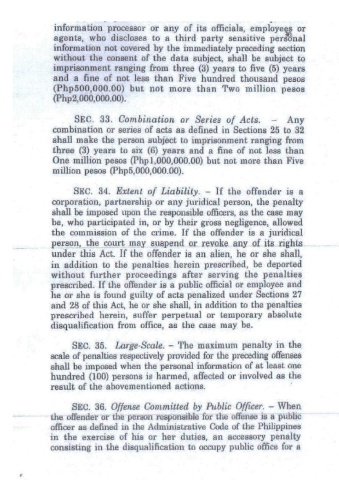 information processor or any of its officials, employees or
agents, who discloses to a third party sensitive personal
information not covered by the immediately preceding section
without the consent of the data subject, shall be subject to
imprisonment ranging from three (3) years to five (5) years
and a fine of not less than Five hundred thousand pesos
(Php500,000.00) but not more than Two million pesos
(Php2,000,000.00).
SEC. 33. Combination or Series of Acts. – Any
combination or series of acts as defined in Sections 25 to 32
shall make the person subject to imprisonment ranging from
three (3) years to six (6) years and a fine of not less than
One million pesos (Php1,000,000.00) but not more than Five
million pesos (Php5,000,000.00).
SEC. 34. Extent of Liability. – If the offender is a
corporation, partnership or any juridical person, the penalty
shall be imposed upon the responsible officers, as the case may
be, who participated in, or by their gross negligence, allowed
the commission of the crime. If the offender is a juridical
person, the court may suspend or revoke any of its rights
under this Act. If the offender is an alien, he or she shall,
in addition to the penalties herein prescribed, be deported
without further proceedings after serving the penalties
prescribed. If the offender is a public official or employee and
he or she is found guilty of acts penalized under Sections 27
and 28 of this Act, he or she shall, in addition to the penalties
prescribed herein, suffer perpetual or temporary absolute
disqualification from office, as the case may be.
SEC. 35. Large-Scale. – The maximum penalty in the
scale of penalties respectively provided for the preceding offenses
shall be imposed when the personal information of at least one
hundred (100) persons is harmed, affected or involved as the
result of the abovementioned actions.
SEC. 36. Offense Committed by Public Officer. – When
the offender or the person responsible for the offense is a public
officer as defined in the Administrative Code of the Philippines
in the exercise of his or her duties, an accessory penalty
consisting in the disqualification to occupy public office for a